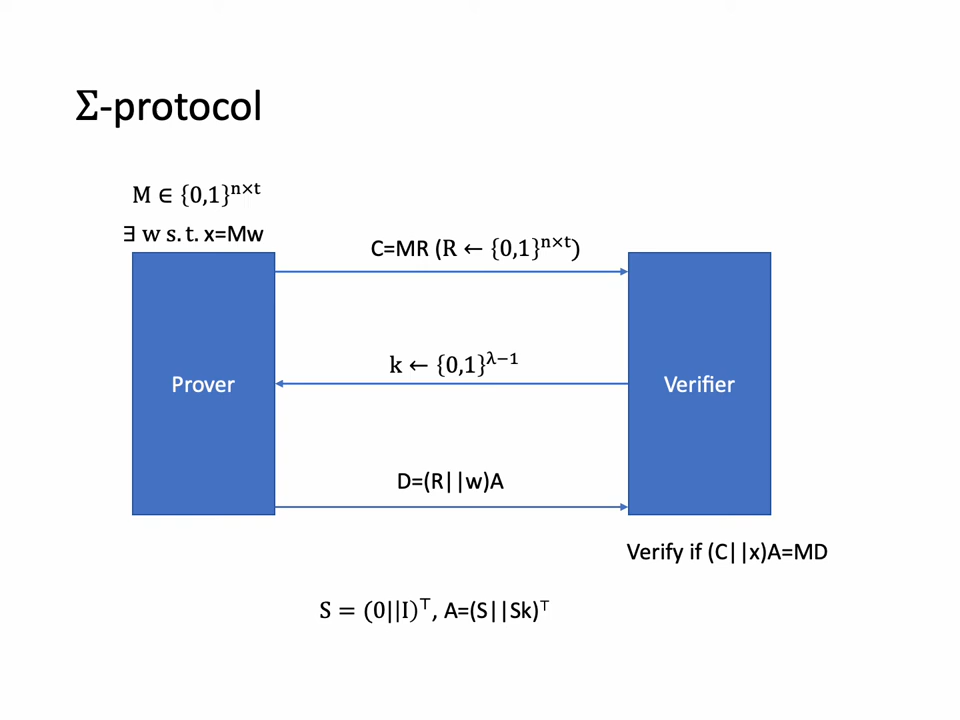 Σ-protocol
M ∈ {0,1}ⁿˣᵗ
∃ w s.t. x=Mw
C=MR (R ← {0,1}ⁿˣᵗ)
k ← {0,1}^{λ−1}
Prover
Verifier
D=(R||w)A
Verify if (C||x)A=MD
S = (0||I)^⊤, A=(S||Sk)^⊤